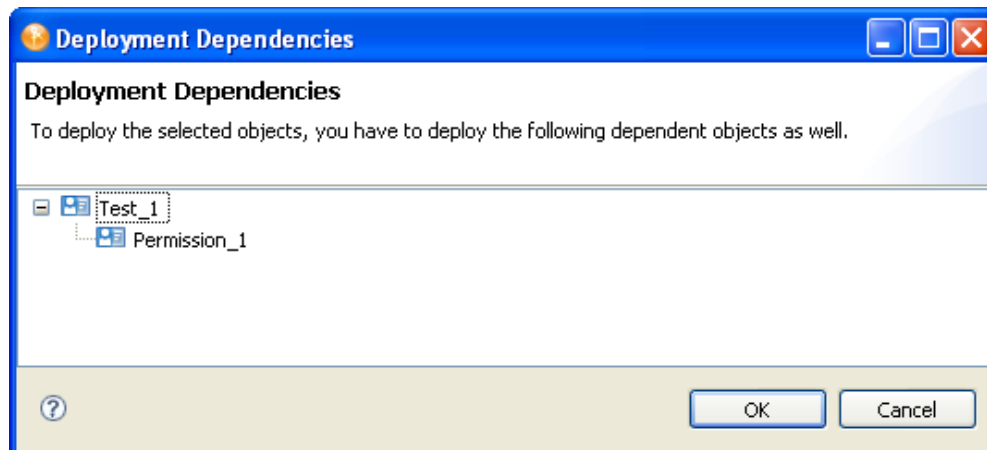 Deployment Dependencies
Deployment Dependencies
To deploy the selected objects, you have to deploy the following dependent objects as well.
Test_1
Permission_1
?
OK
Cancel